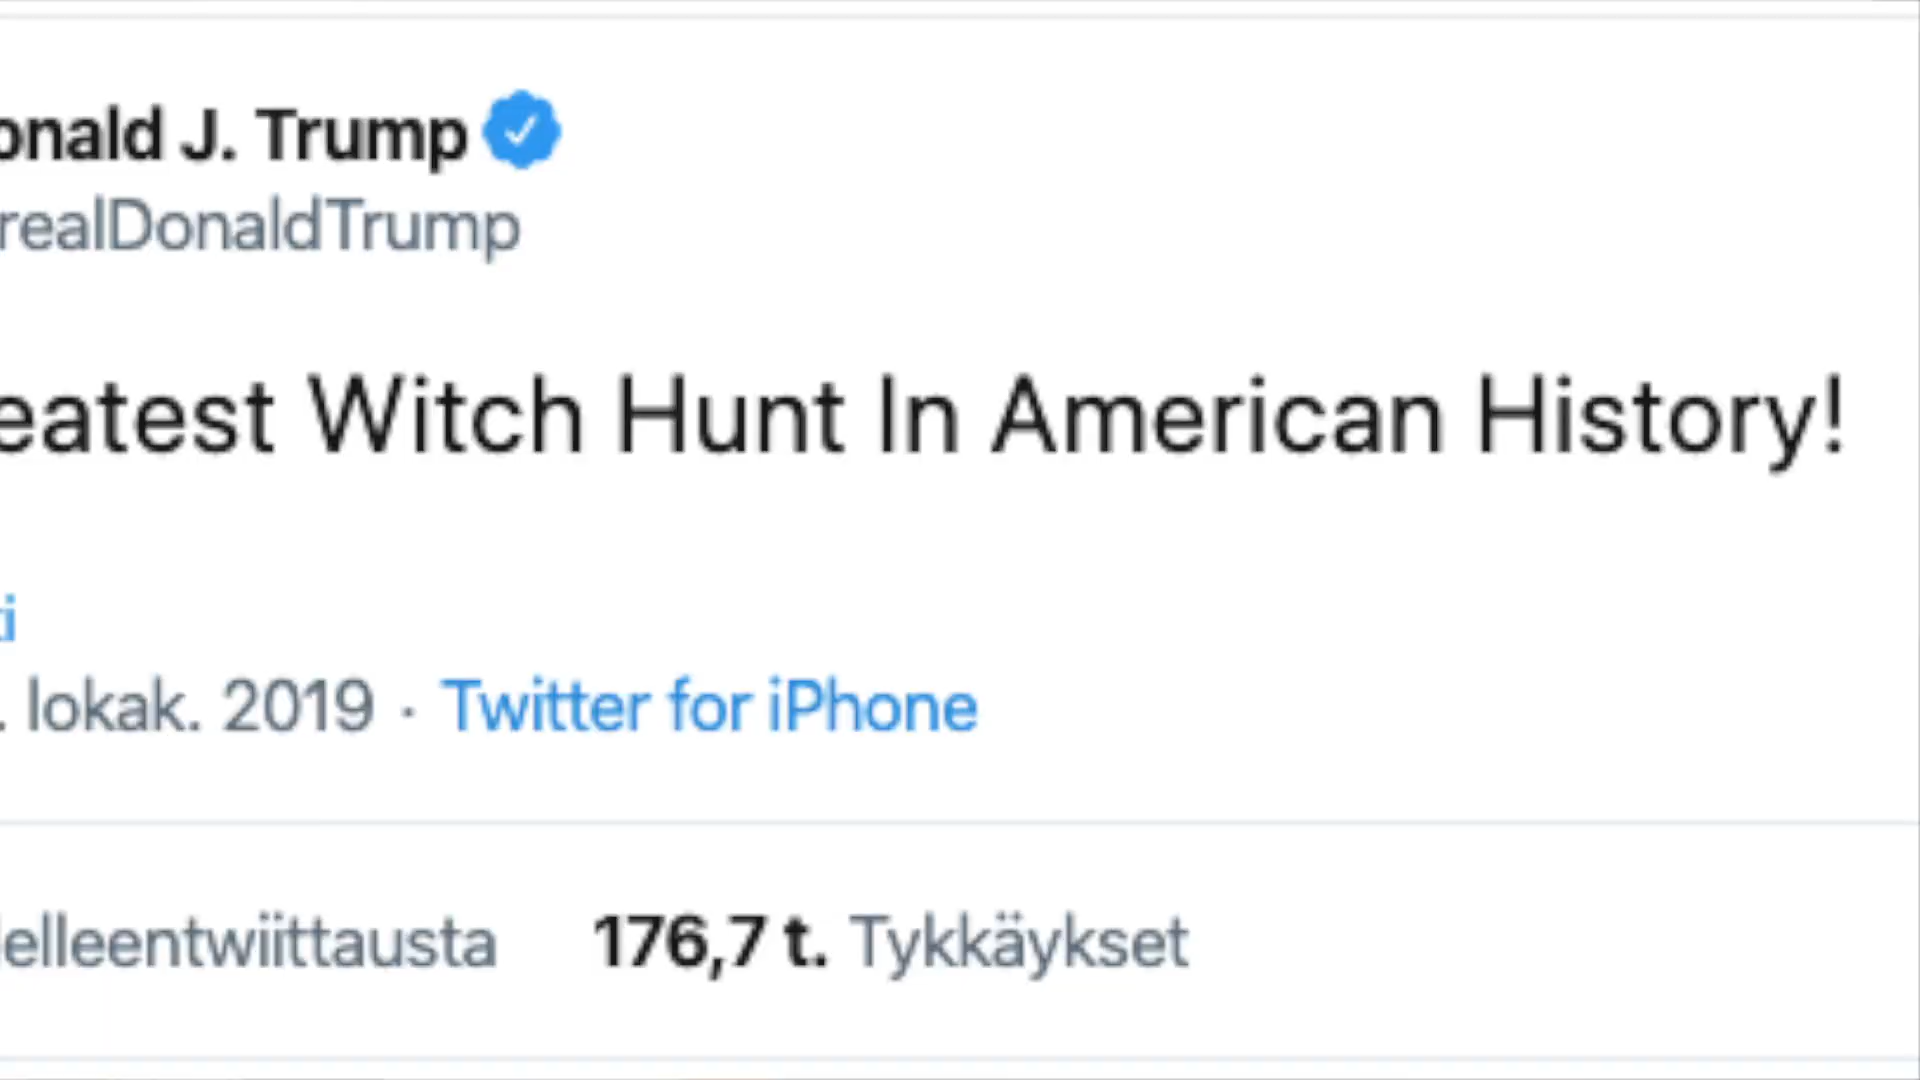 onald J. Trump
realDonaldTrump
eatest Witch Hunt In American History!
i
. lokak. 2019 · Twitter for iPhone
elleentwiittausta 176,7 t. Tykkäykset